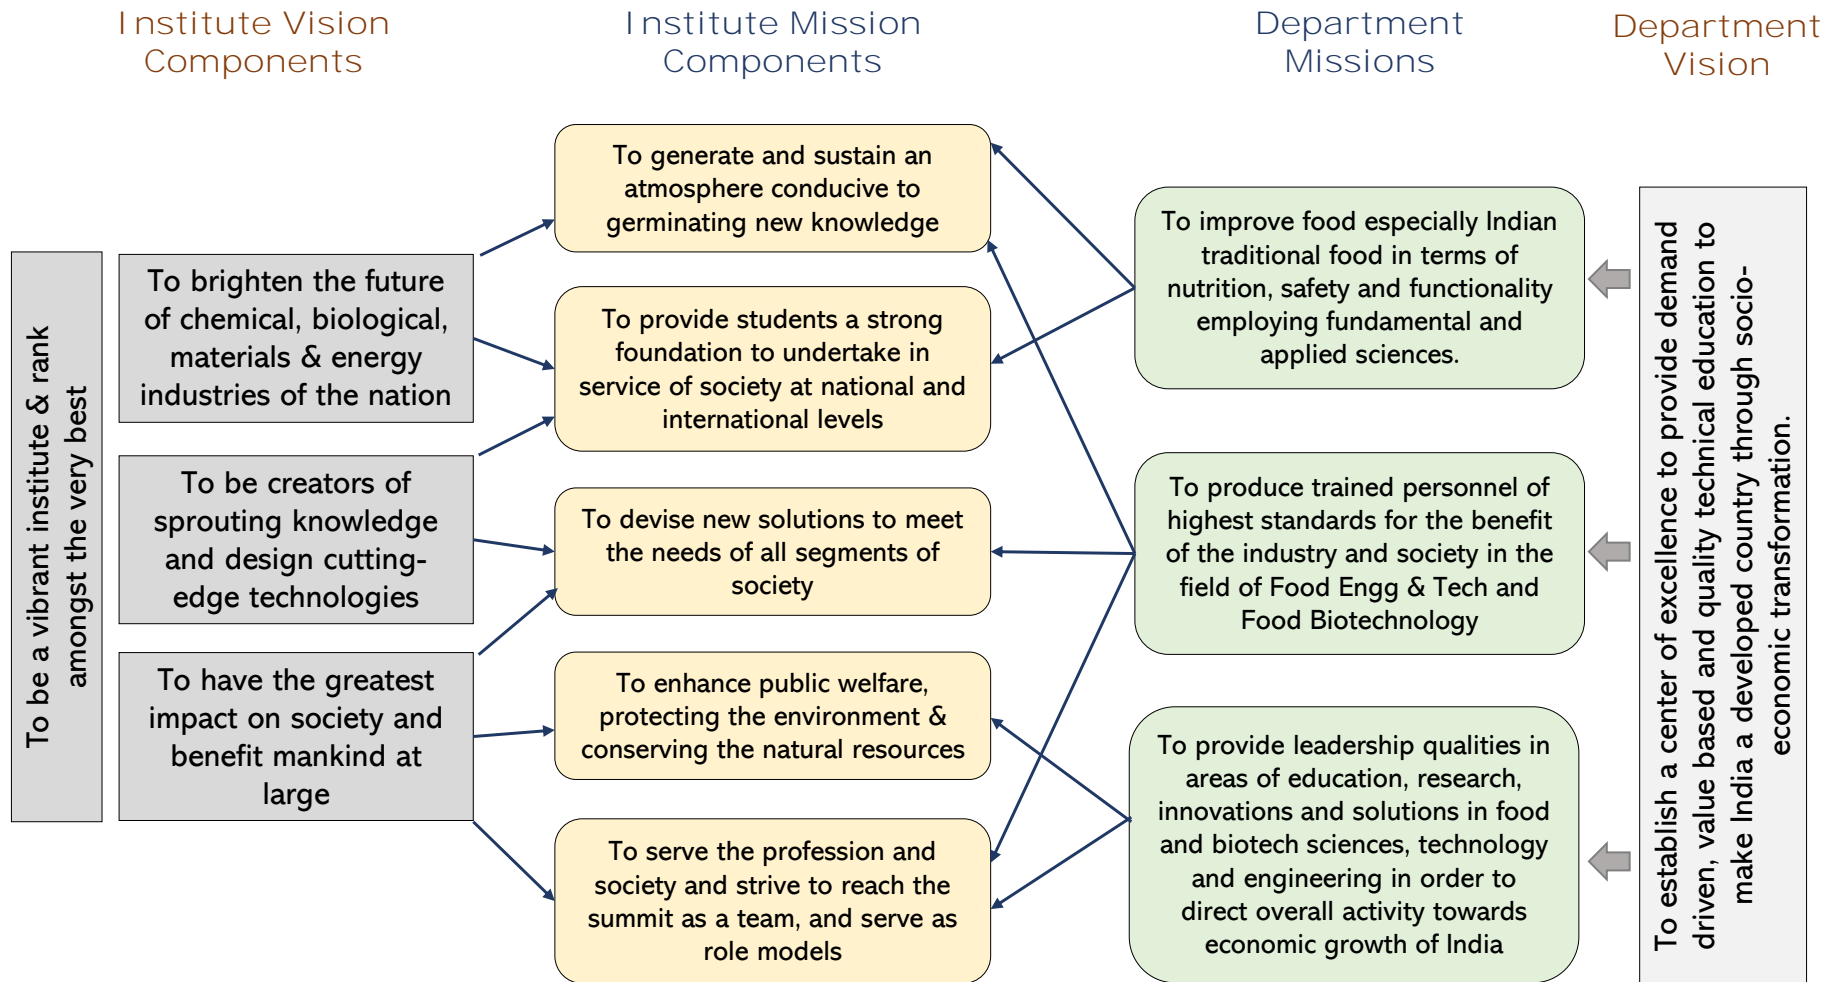 Institute Vision
Components
Institute Mission
Components
Department
Missions
Department
Vision
To be a vibrant institute & rank
amongst the very best
To brighten the future
of chemical, biological,
materials & energy
industries of the nation
To be creators of
sprouting knowledge
and design cutting-
edge technologies
To have the greatest
impact on society and
benefit mankind at
large
To generate and sustain an
atmosphere conducive to
germinating new knowledge
To provide students a strong
foundation to undertake in
service of society at national and
international levels
To devise new solutions to meet
the needs of all segments of
society
To enhance public welfare,
protecting the environment &
conserving the natural resources
To serve the profession and
society and strive to reach the
summit as a team, and serve as
role models
To improve food especially Indian
traditional food in terms of
nutrition, safety and functionality
employing fundamental and
applied sciences.
To produce trained personnel of
highest standards for the benefit
of the industry and society in the
field of Food Engg & Tech and
Food Biotechnology
To provide leadership qualities in
areas of education, research,
innovations and solutions in food
and biotech sciences, technology
and engineering in order to
direct overall activity towards
economic growth of India
To establish a center of excellence to provide demand
driven, value based and quality technical education to
make India a developed country through socio-
economic transformation.